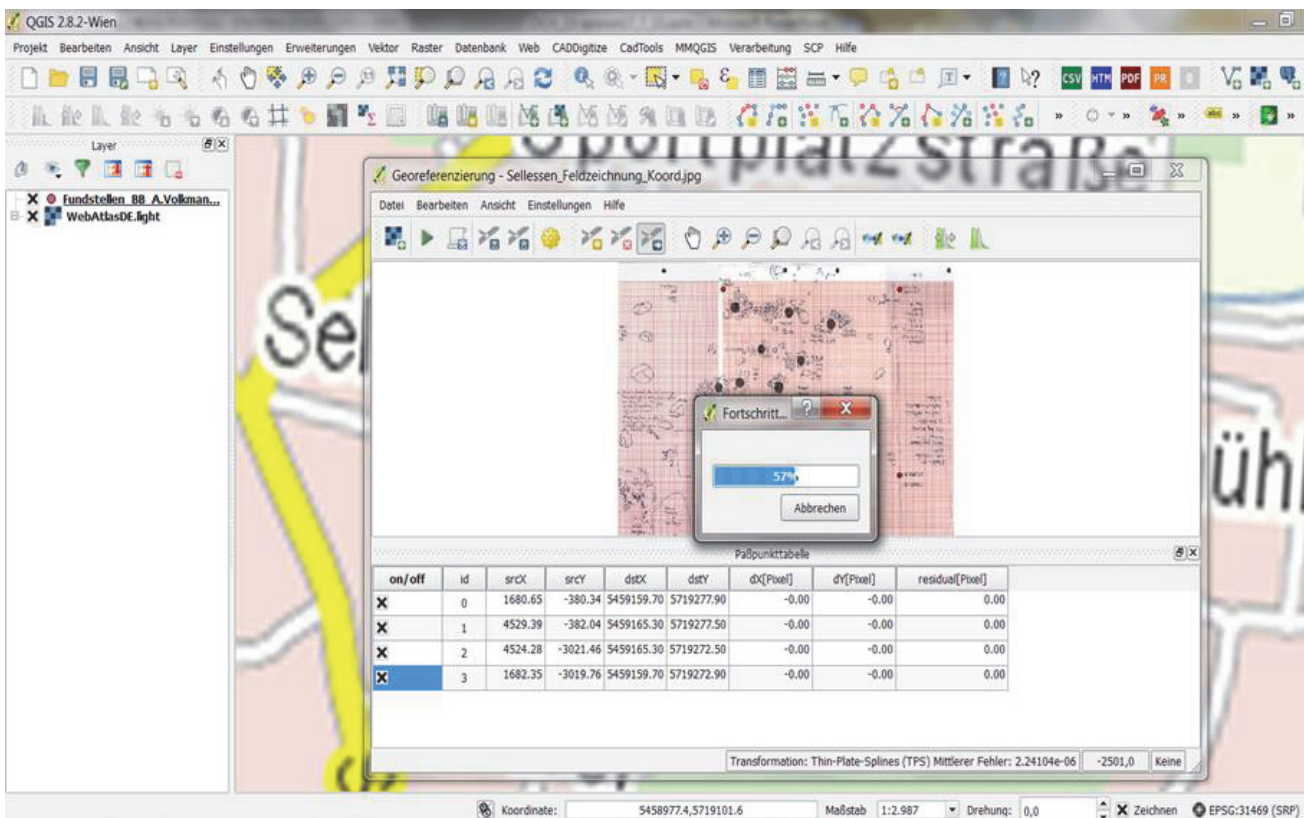 QGIS 2.8.2-Wien
Projekt Bearbeiten Ansicht Layer Einstellungen Erweiterungen Vektor Raster Datenbank Web CADDigitize CadTools MMQGIS Verarbeitung SCP Hilfe
CSV HTM PDF PR
abc
Layer
Fundstellen_BB_A.Volkman...
WebAtlasDE.light
Sportplatzstraße
Sel
üh
Georeferenzierung - Sellessen_Feldzeichnung_Koord.jpg
Datei Bearbeiten Ansicht Einstellungen Hilfe
Fortschritt...
57%
Abbrechen
Paßpunkttabelle
on/off id srcX srcY dstX dstY dX[Pixel] dY[Pixel] residual[Pixel]
0 1680.65 -380.34 5459159.70 5719277.90 -0.00 -0.00 0.00
1 4529.39 -382.04 5459165.30 5719277.50 -0.00 -0.00 0.00
2 4524.28 -3021.46 5459165.30 5719272.50 -0.00 -0.00 0.00
3 1682.35 -3019.76 5459159.70 5719272.90 -0.00 -0.00 0.00
Transformation: Thin-Plate-Splines (TPS) Mittlerer Fehler: 2.24104e-06 -2501,0 Keine
Koordinate: 5458977.4,5719101.6 Maßstab 1:2.987 Drehung: 0,0 Zeichnen EPSG:31469 (SRP)